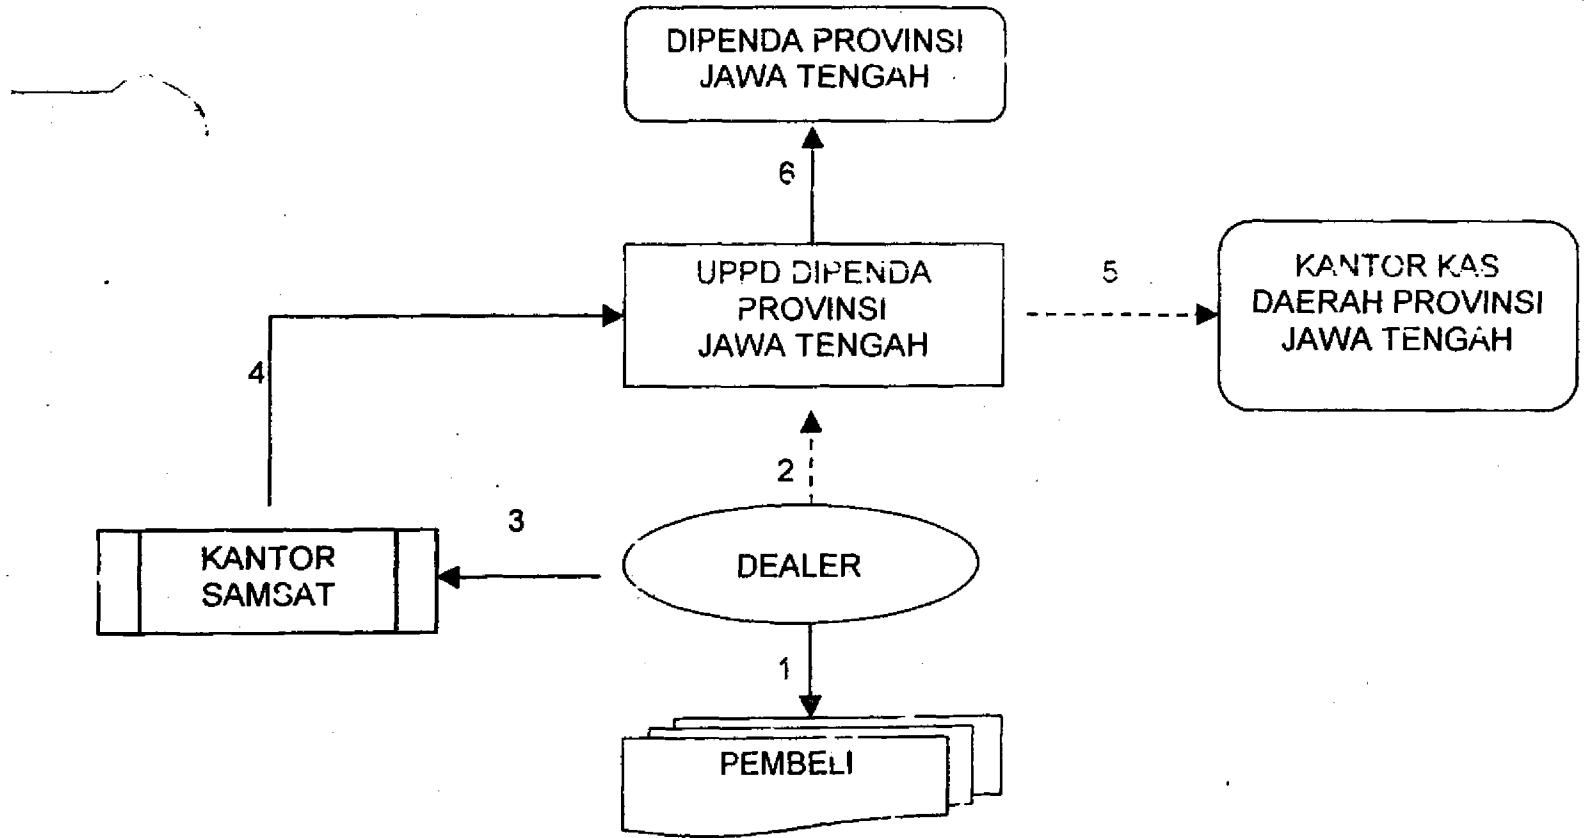 DIPENDA PROVINSI
JAWA TENGAH
6
UPPD DIPENDA
PROVINSI
JAWA TENGAH
5
KANTOR KAS
DAERAH PROVINSI
JAWA TENGAH
4
2
3
KANTOR
SAMSAT
DEALER
1
PEMBELI